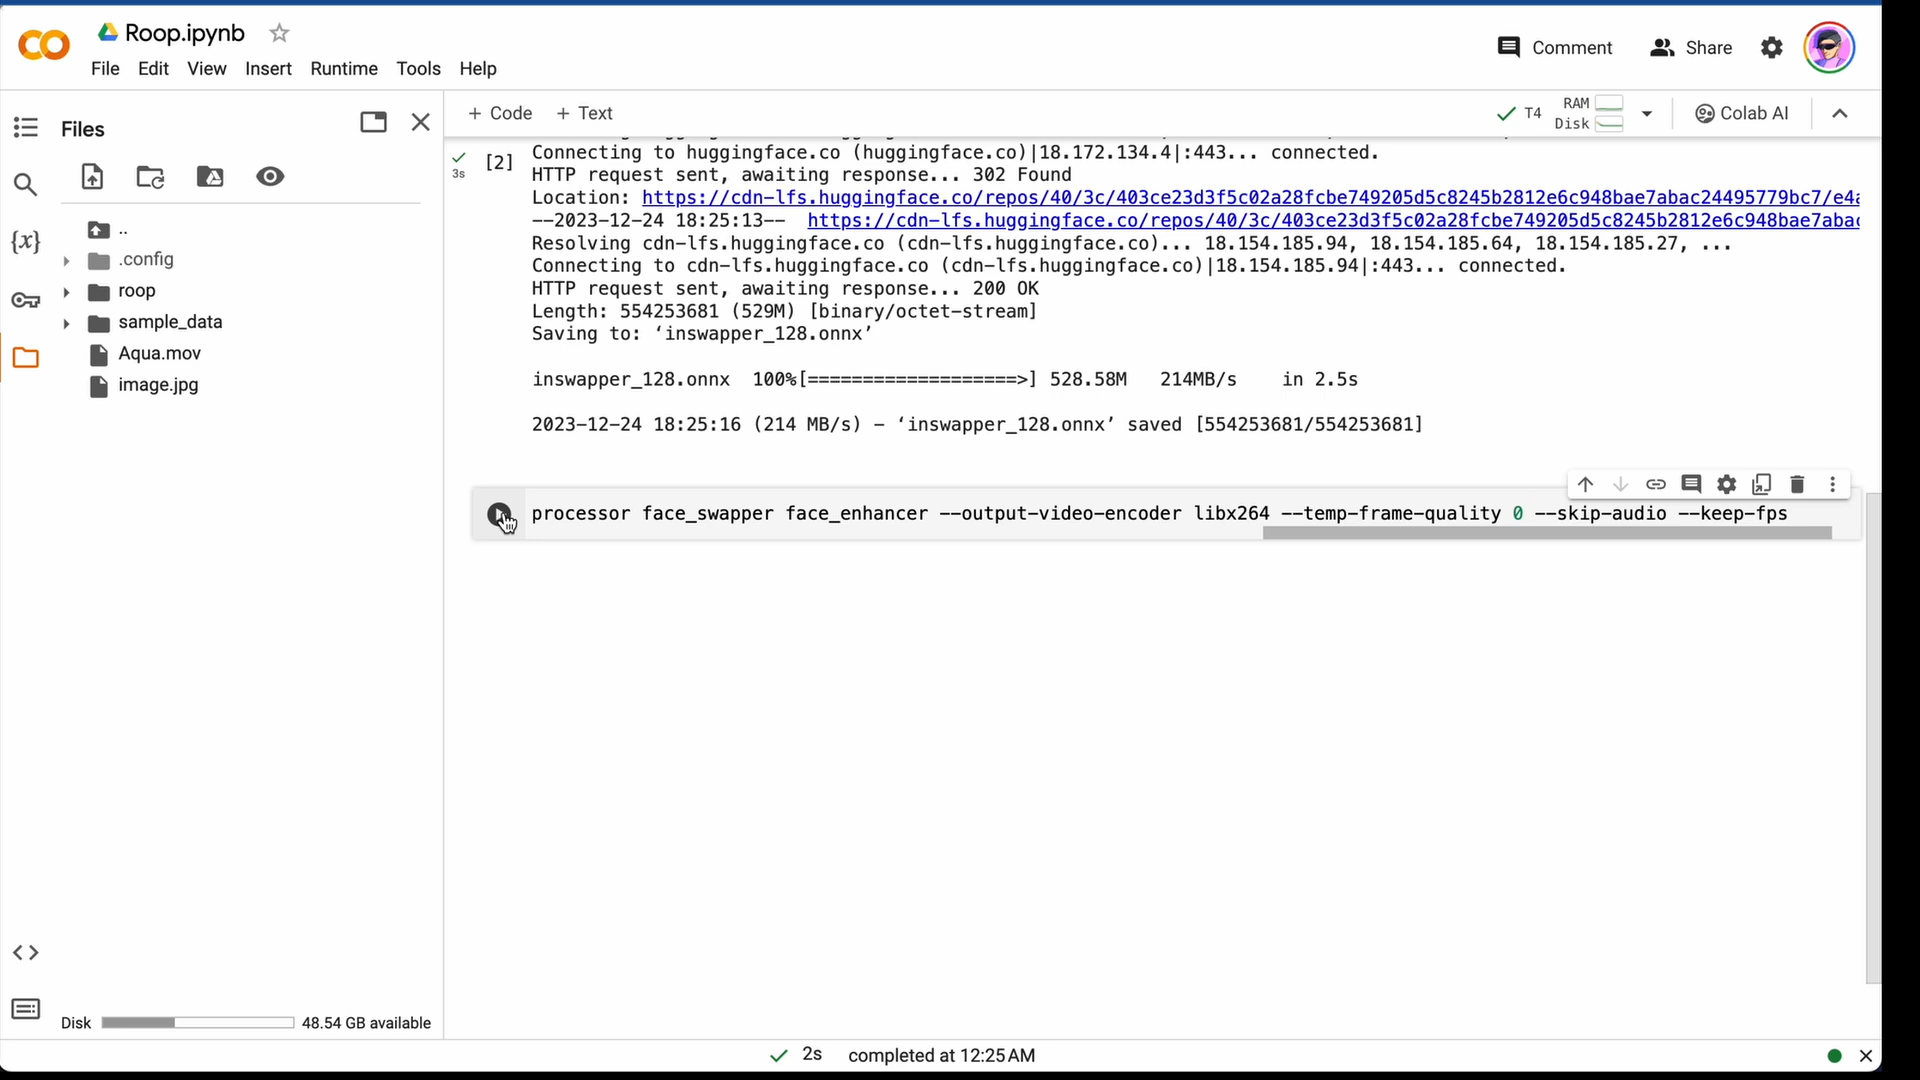 Roop.ipynb
File Edit View Insert Runtime Tools Help
Comment Share
Files
+ Code + Text
T4 RAM Disk Colab AI
..
.config
roop
sample_data
Aqua.mov
image.jpg
{x}
[2]
3s
Connecting to huggingface.co (huggingface.co)|18.172.134.4|:443... connected.
HTTP request sent, awaiting response... 302 Found
Location: https://cdn-lfs.huggingface.co/repos/40/3c/403ce23d3f5c02a28fcbe749205d5c8245b2812e6c948bae7abac24495779bc7/e4a
--2023-12-24 18:25:13-- https://cdn-lfs.huggingface.co/repos/40/3c/403ce23d3f5c02a28fcbe749205d5c8245b2812e6c948bae7abac
Resolving cdn-lfs.huggingface.co (cdn-lfs.huggingface.co)... 18.154.185.94, 18.154.185.64, 18.154.185.27, ...
Connecting to cdn-lfs.huggingface.co (cdn-lfs.huggingface.co)|18.154.185.94|:443... connected.
HTTP request sent, awaiting response... 200 OK
Length: 554253681 (529M) [binary/octet-stream]
Saving to: ‘inswapper_128.onnx’
inswapper_128.onnx 100%[===================>] 528.58M 214MB/s in 2.5s
2023-12-24 18:25:16 (214 MB/s) - ‘inswapper_128.onnx’ saved [554253681/554253681]
processor face_swapper face_enhancer --output-video-encoder libx264 --temp-frame-quality 0 --skip-audio --keep-fps
Disk 48.54 GB available
2s completed at 12:25 AM